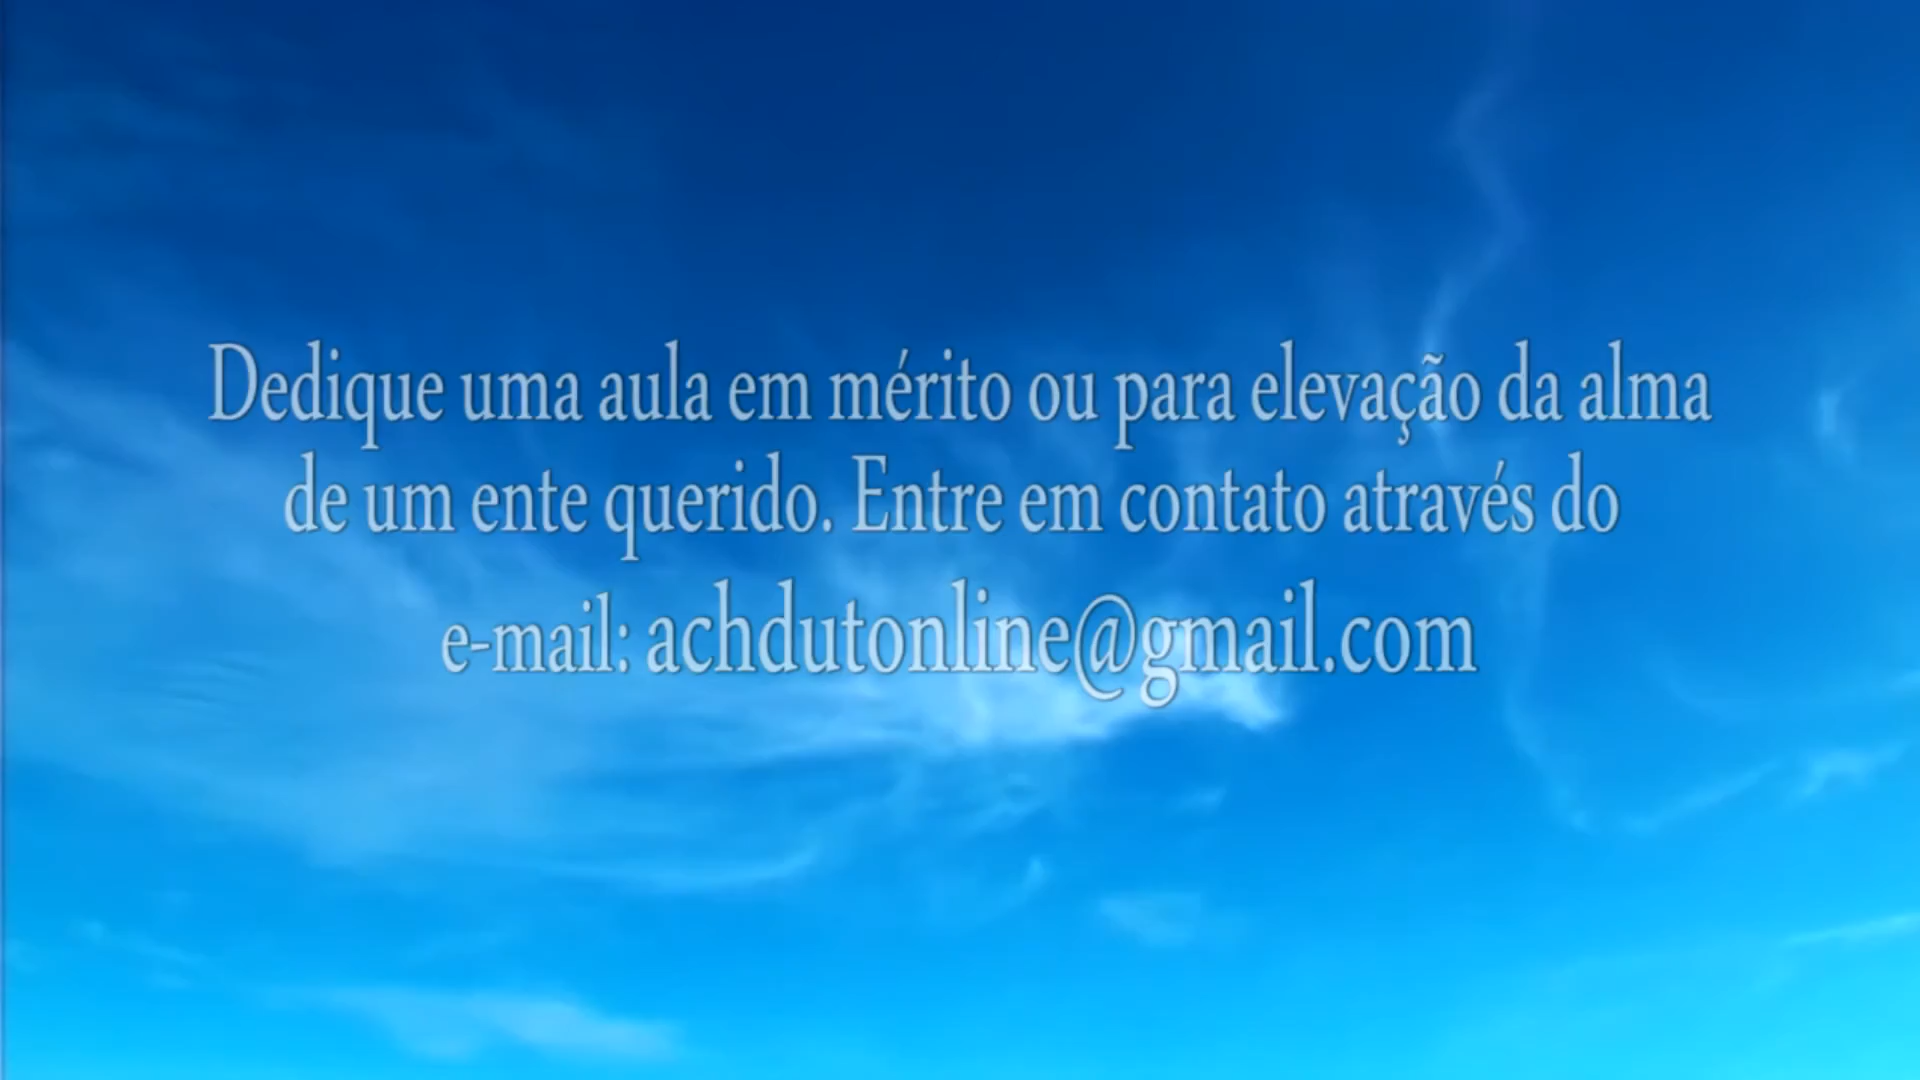 Dedique uma aula em mérito ou para elevação da alma
de um ente querido. Entre em contato através do
e-mail: achdutonline@gmail.com